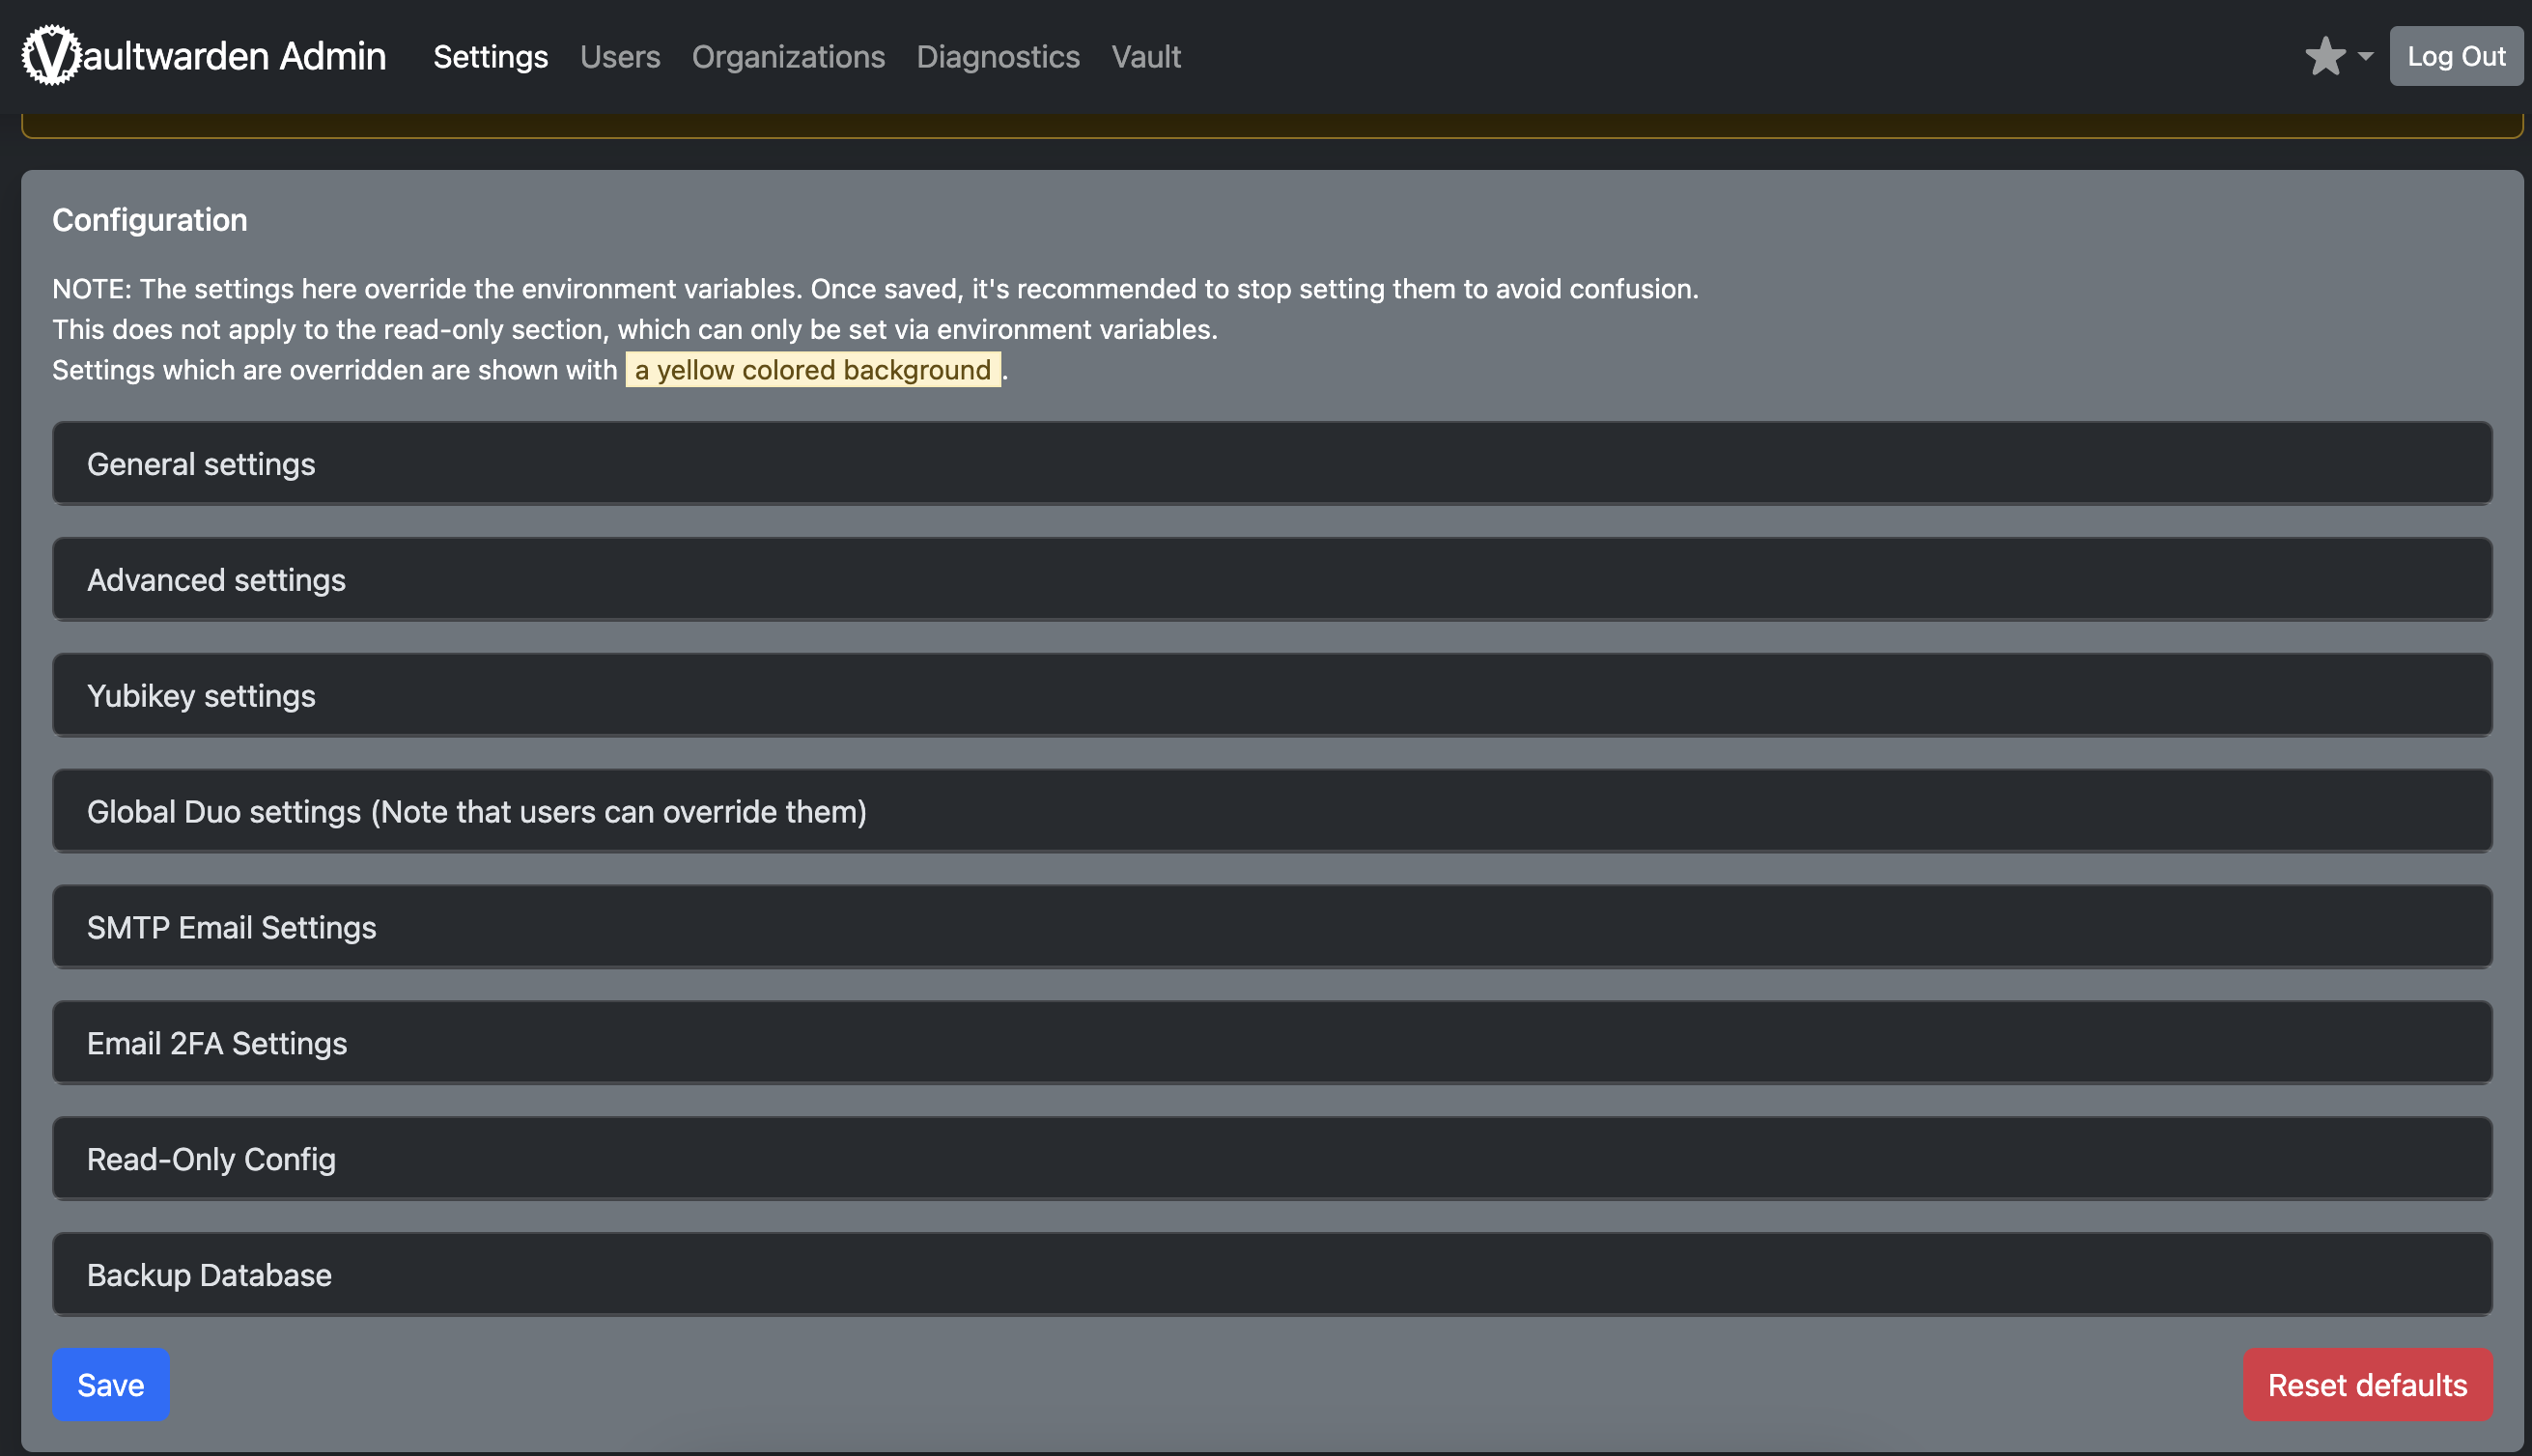 Vaultwarden Admin Settings Users Organizations Diagnostics Vault Log Out
Configuration
NOTE: The settings here override the environment variables. Once saved, it's recommended to stop setting them to avoid confusion.
This does not apply to the read-only section, which can only be set via environment variables.
Settings which are overridden are shown with a yellow colored background.
General settings
Advanced settings
Yubikey settings
Global Duo settings (Note that users can override them)
SMTP Email Settings
Email 2FA Settings
Read-Only Config
Backup Database
Save Reset defaults